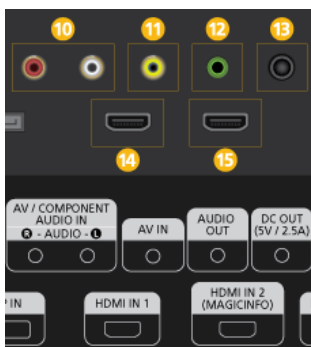 10 11 12 13
14 15
AV / COMPONENT
AUDIO IN
R - AUDIO - L
AV IN
AUDIO
OUT
DC OUT
(5V / 2.5A)
IN
HDMI IN 1
HDMI IN 2
(MAGICINFO)